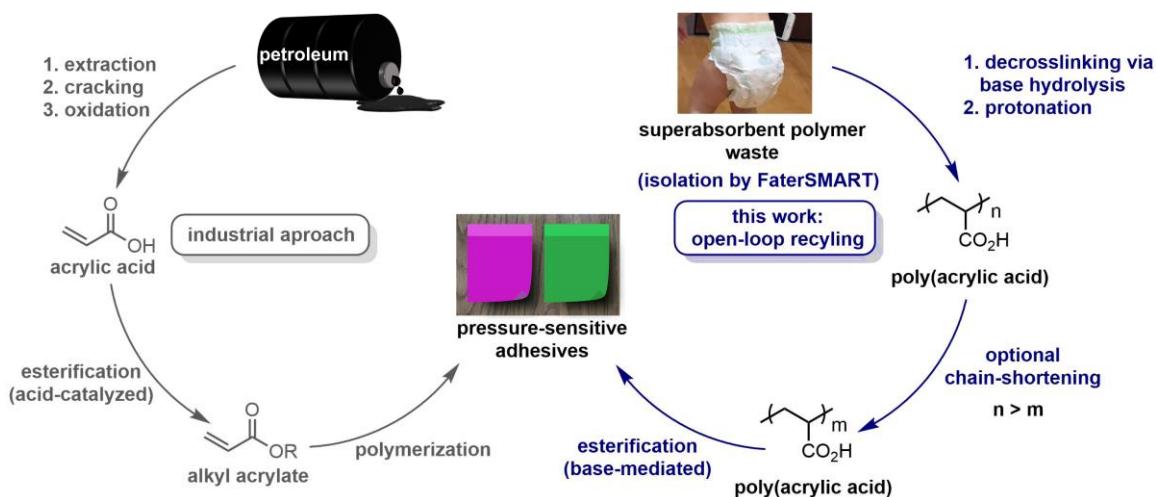 petroleum
1. extraction
2. cracking
3. oxidation
O
OH
acrylic acid
industrial aproach
esterification
(acid-catalyzed)
O
OR
alkyl acrylate
polymerization
pressure-sensitive
adhesives
superabsorbent polymer
waste
(isolation by FaterSMART)
this work:
open-loop recyling
1. decrosslinking via
base hydrolysis
2. protonation
n
CO2H
poly(acrylic acid)
optional
chain-shortening
n > m
m
CO2H
poly(acrylic acid)
esterification
(base-mediated)